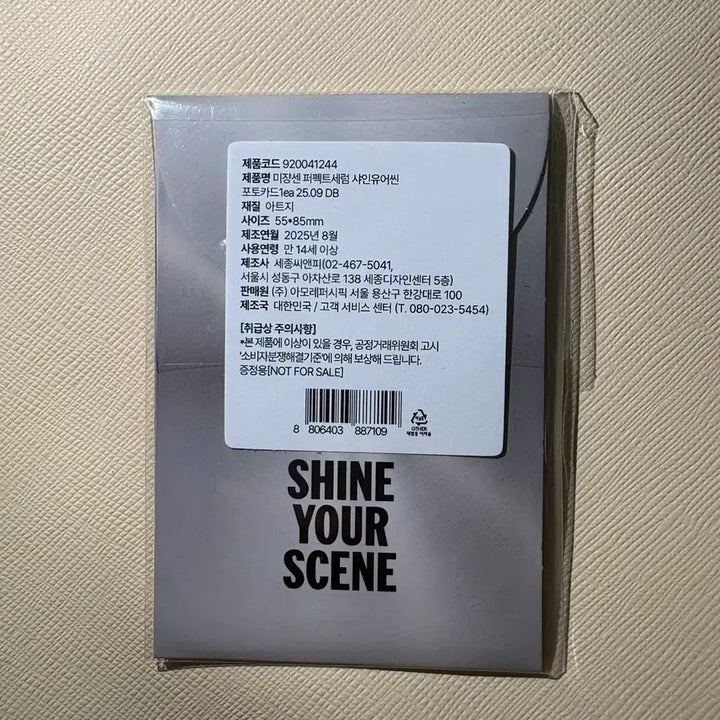 제품코드 920041244
제품명 미쟝센 퍼펙트세럼 샤인유어씬
포토카드1ea 25.09 DB
재질 아트지
사이즈 55*85mm
제조연월 2025년 8월
사용연령 만 14세 이상
제조사 세종씨앤피(02-467-5041,
서울시 성동구 아차산로 138 세종디자인센터 5층)
판매원 (주) 아모레퍼시픽 서울 용산구 한강대로 100
제조국 대한민국 / 고객 서비스 센터 (T. 080-023-5454)
[취급상 주의사항]
*본 제품에 이상이 있을 경우, 공정거래위원회 고시
'소비자분쟁해결기준'에 의해 보상해 드립니다.
증정용[NOT FOR SALE]
8 806403 887109
OTHER
재활용 어려움
SHINE
YOUR
SCENE